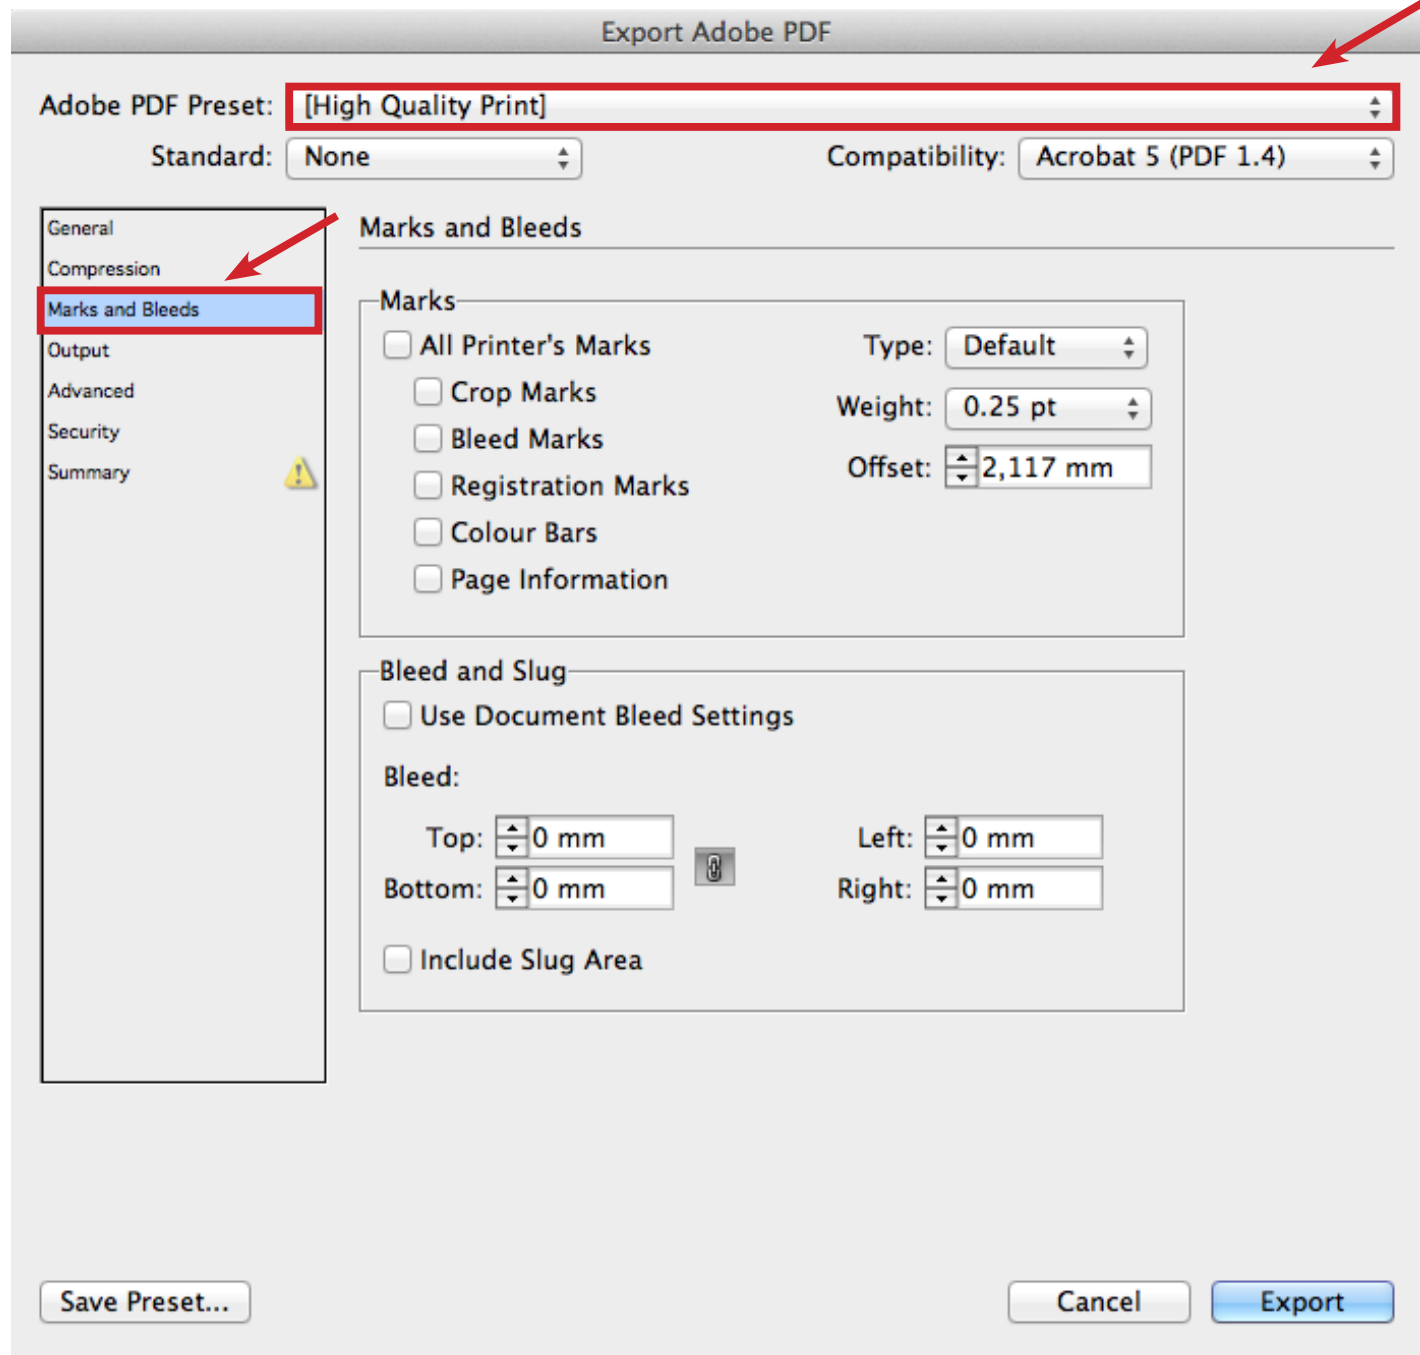 Export Adobe PDF
Adobe PDF Preset: [High Quality Print]
Standard: None Compatibility: Acrobat 5 (PDF 1.4)
General
Compression
Marks and Bleeds
Output
Advanced
Security
Summary
Marks and Bleeds
Marks
All Printer's Marks
Crop Marks
Bleed Marks
Registration Marks
Colour Bars
Page Information
Type: Default
Weight: 0.25 pt
Offset: 2,117 mm
Bleed and Slug
Use Document Bleed Settings
Bleed:
Top: 0 mm Left: 0 mm
Bottom: 0 mm Right: 0 mm
Include Slug Area
Save Preset... Cancel Export